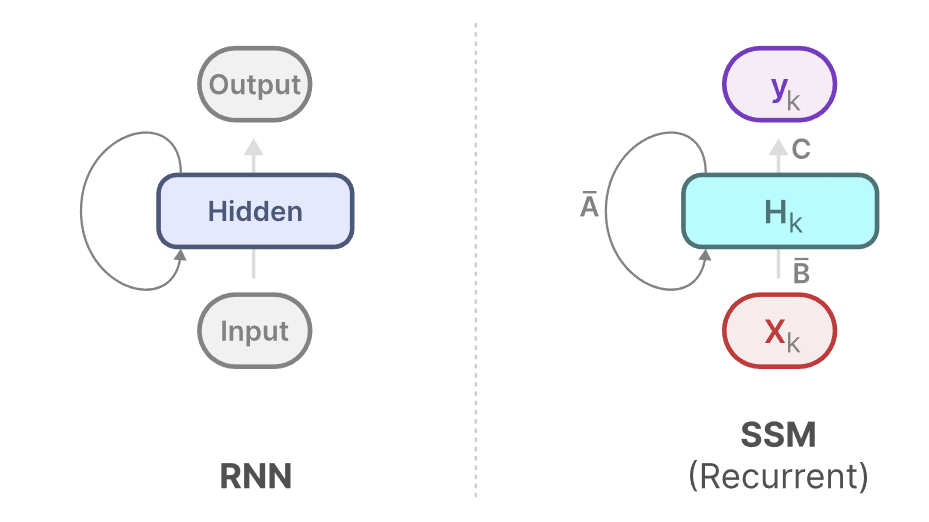 Output
Hidden
Input
RNN
yₖ
C
A̅
Hₖ
B̅
Xₖ
SSM
(Recurrent)